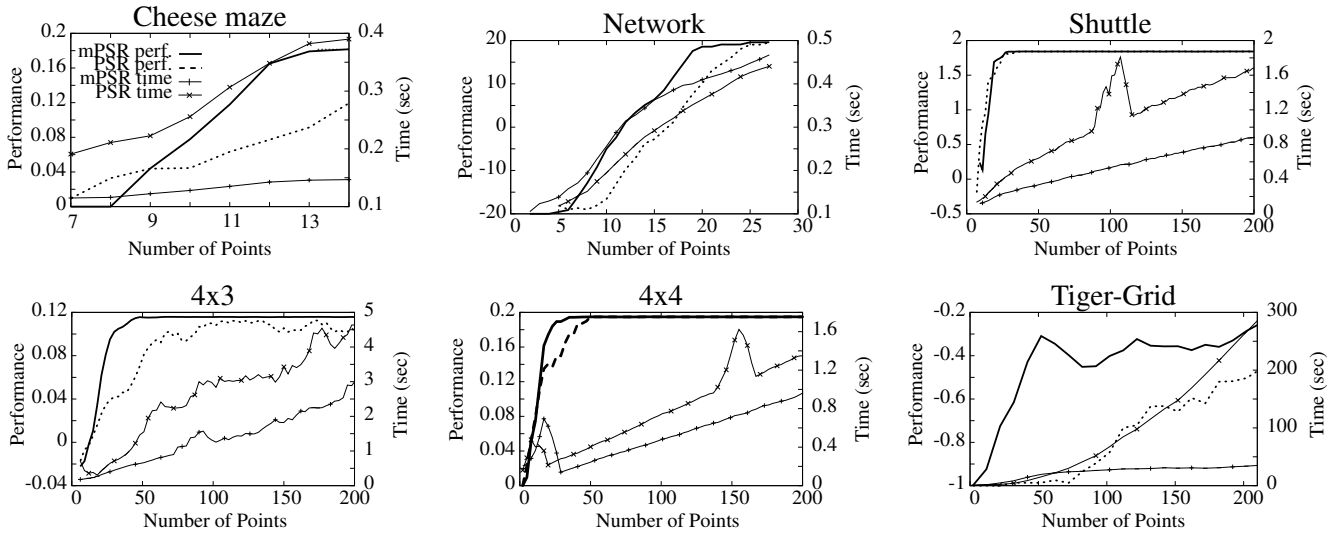 Cheese maze
0.2
0.16
0.12
0.08
0.04
0
Performance
mPSR perf.
PSR perf.
mPSR time
PSR time
0.4
0.3
0.2
0.1
Time (sec)
7 9 11 13
Number of Points
Network
20
10
0
-10
-20
Performance
0.5
0.4
0.3
0.2
0.1
Time (sec)
0 5 10 15 20 25 30
Number of Points
Shuttle
2
1.5
1
0.5
0
-0.5
Performance
2
1.6
1.2
0.8
0.4
0
Time (sec)
50 100 150 200
Number of Points
4x3
0.12
0.08
0.04
0
-0.04
Performance
5
4
3
2
1
0
Time (sec)
0 50 100 150 200
Number of Points
4x4
0.2
0.16
0.12
0.08
0.04
Performance
1.6
1.2
0.8
0.4
0
Time (sec)
0 50 100 150 200
Number of Points
Tiger-Grid
-0.2
-0.4
-0.6
-0.8
-1
Performance
300
200
100
0
Time (sec)
0 50 100 150 200
Number of Points